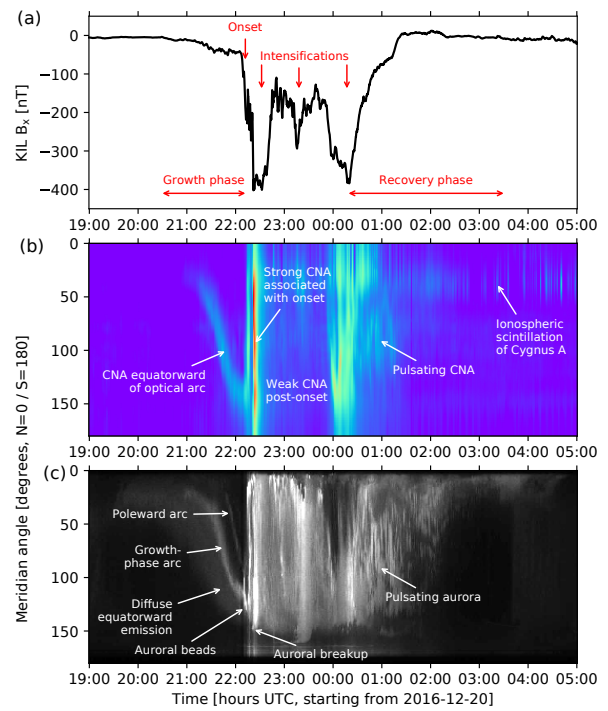 (a)
Onset
Intensifications
Growth phase
Recovery phase
KIL Bx [nT]
0
−100
−200
−300
−400
19:00 20:00 21:00 22:00 23:00 00:00 01:00 02:00 03:00 04:00 05:00
(b)
Strong CNA
associated
with onset
CNA equatorward
of optical arc
Weak CNA
post-onset
Pulsating CNA
Ionospheric
scintillation
of Cygnus A
0
50
100
150
19:00 20:00 21:00 22:00 23:00 00:00 01:00 02:00 03:00 04:00 05:00
Meridian angle [degrees, N=0 / S=180]
(c)
Poleward arc
Growth-
phase arc
Diffuse
equatorward
emission
Auroral beads
Auroral breakup
Pulsating aurora
0
50
100
150
19:00 20:00 21:00 22:00 23:00 00:00 01:00 02:00 03:00 04:00 05:00
Time [hours UTC, starting from 2016-12-20]